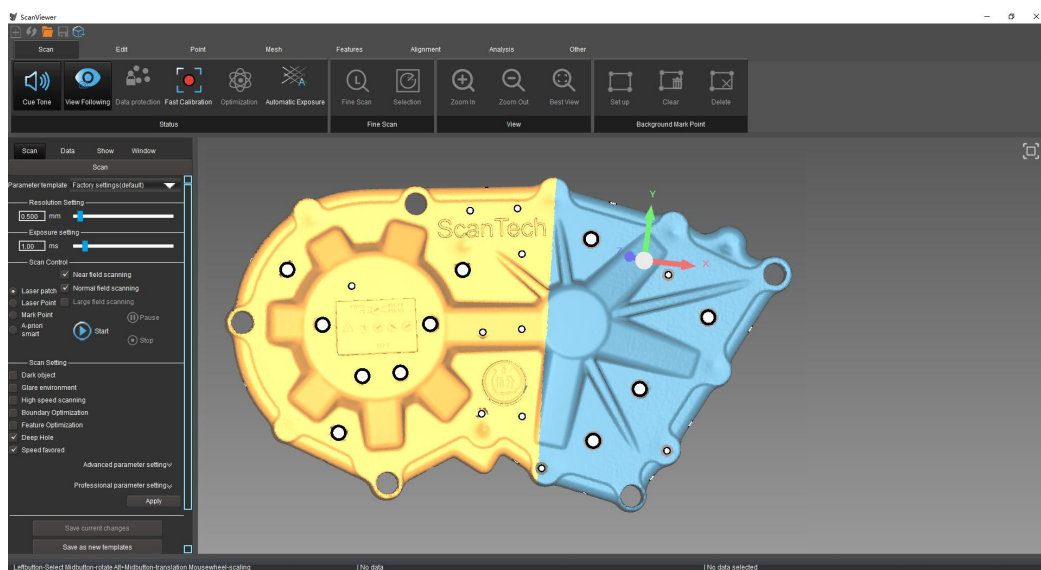 ScanViewer
Scan Edit Point Mesh Features Alignment Analysis Other
Cue Tone View Following Data protection Fast Calibration Optimization Automatic Exposure Fine Scan Selection Zoom In Zoom Out Best View Set up Clear Delete
Status Fine Scan View Background Mark Point
Scan Data Show Window
Scan
Parameter template Factory settings(default)
Resolution Setting
0.500 mm
Exposure setting
1.00 ms
Scan Control
Near field scanning
Laser patch Normal field scanning
Laser Point Large field scanning
Mark Point Pause
A-priori smart Start
Stop
Scan Setting
Dark object
Glare environment
High speed scanning
Boundary Optimization
Feature Optimization
Deep Hole
Speed favored
Advanced parameter setting
Professional parameter setting
Apply
Save current changes
Save as new templates
ScanTech
Y
Z
X
Leftbutton-Select Midbutton-rotate Alt+Midbutton-translation Mousewheel-scaling | No data | No data selected